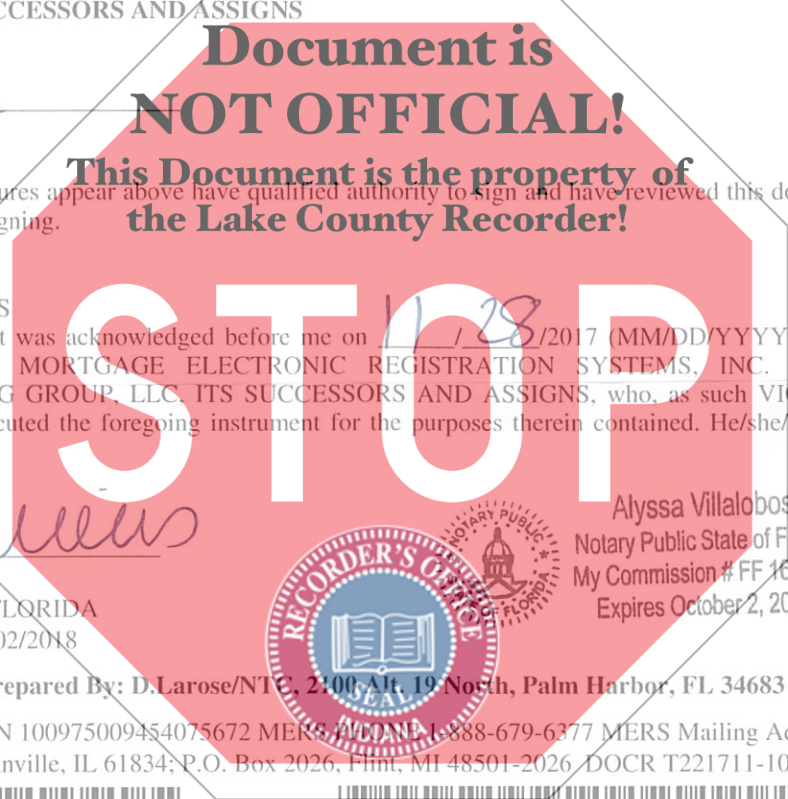 CCESSORS AND ASSIGNS
Document is
NOT OFFICIAL!
This Document is the property of
the Lake County Recorder!
ures appear above have qualified authority to sign and have reviewed this do
gning.
S
t was acknowledged before me on 11 / 28 /2017 (MM/DD/YYYY
MORTGAGE ELECTRONIC REGISTRATION SYSTEMS, INC.
G GROUP, LLC, ITS SUCCESSORS AND ASSIGNS, who, as such VIC
cuted the foregoing instrument for the purposes therein contained. He/she/
STOP
Alyssa Villalobos
Notary Public State of F
My Commission # FF 16
Expires October 2, 20
NOTARY PUBLIC
STATE OF FLORIDA
RECORDER'S OFFICE
SEAL
FLORIDA
02/2018
repared By: D.Larose/NTC, 2100 Alt. 19 North, Palm Harbor, FL 34683
N 100975009454075672 MERS PHONE 1-888-679-6377 MERS Mailing Ad
nville, IL 61834; P.O. Box 2026, Flint, MI 48501-2026 DOCR T221711-10